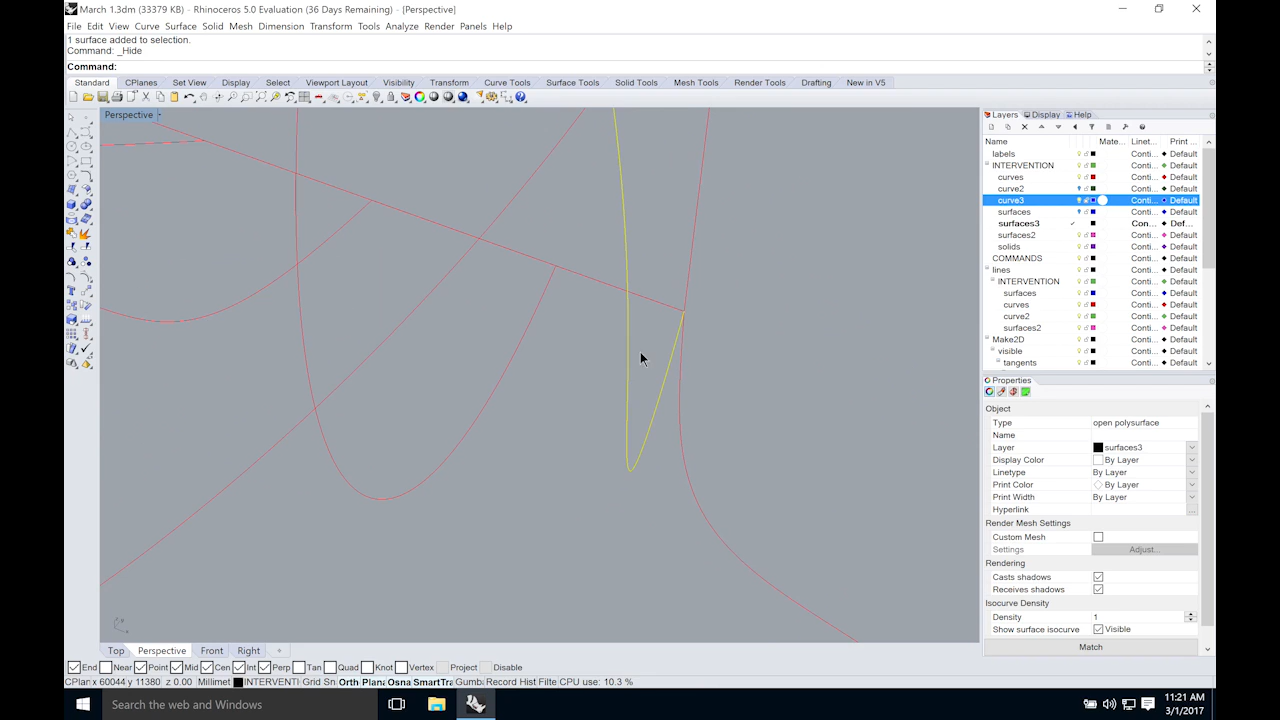 March 1.3dm (33379 KB) - Rhinoceros 5.0 Evaluation (36 Days Remaining) - [Perspective]
File Edit View Curve Surface Solid Mesh Dimension Transform Tools Analyze Render Panels Help
1 surface added to selection.
Command: _Hide
Command:
Standard CPlanes Set View Display Select Viewport Layout Visibility Transform Curve Tools Surface Tools Solid Tools Mesh Tools Render Tools Drafting New in V5
Perspective
Layers Display Help
Name Mate... Linet... Print ...
labels Conti... Default
INTERVENTION Conti... Default
curves Conti... Default
curve2 Conti... Default
curve3 Conti... Default
surfaces Conti... Default
surfaces3 Con... Def...
surfaces2 Conti... Default
solids Conti... Default
COMMANDS Conti... Default
lines Conti... Default
INTERVENTION Conti... Default
surfaces Conti... Default
curves Conti... Default
curve2 Conti... Default
surfaces2 Conti... Default
Make2D Conti... Default
visible Conti... Default
tangents Conti... Default
Properties
Object
Type open polysurface
Name
Layer surfaces3
Display Color By Layer
Linetype By Layer
Print Color By Layer
Print Width By Layer
Hyperlink ...
Render Mesh Settings
Custom Mesh
Settings Adjust...
Rendering
Casts shadows
Receives shadows
Isocurve Density
Density 1
Show surface isocurve Visible
Match
Top Perspective Front Right
End Near Point Mid Cen Int Perp Tan Quad Knot Vertex Project Disable
CPlan x 60044 y 11380 z 0.00 Millimet INTERVENTI Grid Sn Orth Plana Osna SmartTra Gumba Record Hist Filte CPU use: 10.3 %
Search the web and Windows
11:21 AM
3/1/2017